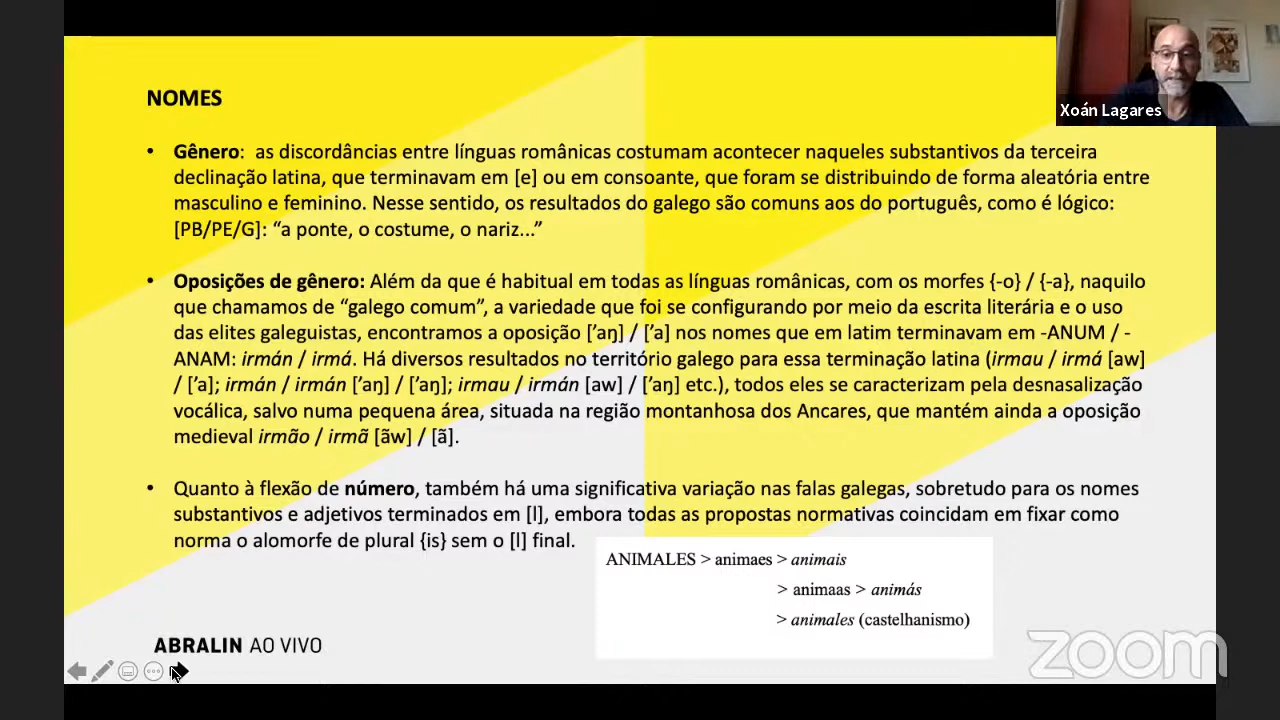 Xoán Lagares
NOMES
• Gênero:  as discordâncias entre línguas românicas costumam acontecer naqueles substantivos da terceira
declinação latina, que terminavam em [e] ou em consoante, que foram se distribuindo de forma aleatória entre
masculino e feminino. Nesse sentido, os resultados do galego são comuns aos do português, como é lógico:
[PB/PE/G]: “a ponte, o costume, o nariz...”
• Oposições de gênero: Além da que é habitual em todas as línguas românicas, com os morfes {-o} / {-a}, naquilo
que chamamos de “galego comum”, a variedade que foi se configurando por meio da escrita literária e o uso
das elites galeguistas, encontramos a oposição [’aŋ] / [’a] nos nomes que em latim terminavam em -ANUM / -
ANAM: irmán / irmá. Há diversos resultados no território galego para essa terminação latina (irmau / irmá [aw]
/ [’a]; irmán / irmán [’aŋ] / [’aŋ]; irmau / irmán [aw] / [’aŋ] etc.), todos eles se caracterizam pela desnasalização
vocálica, salvo numa pequena área, situada na região montanhosa dos Ancares, que mantém ainda a oposição
medieval irmão / irmã [ãw] / [ã].
• Quanto à flexão de número, também há uma significativa variação nas falas galegas, sobretudo para os nomes
substantivos e adjetivos terminados em [l], embora todas as propostas normativas coincidam em fixar como
norma o alomorfe de plural {is} sem o [l] final.
ANIMALES > animaes > animais
> animaas > animás
> animales (castelhanismo)
ABRALIN AO VIVO
zoom